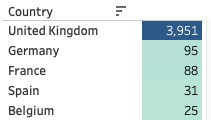 Country
United Kingdom 3,951
Germany 95
France 88
Spain 31
Belgium 25